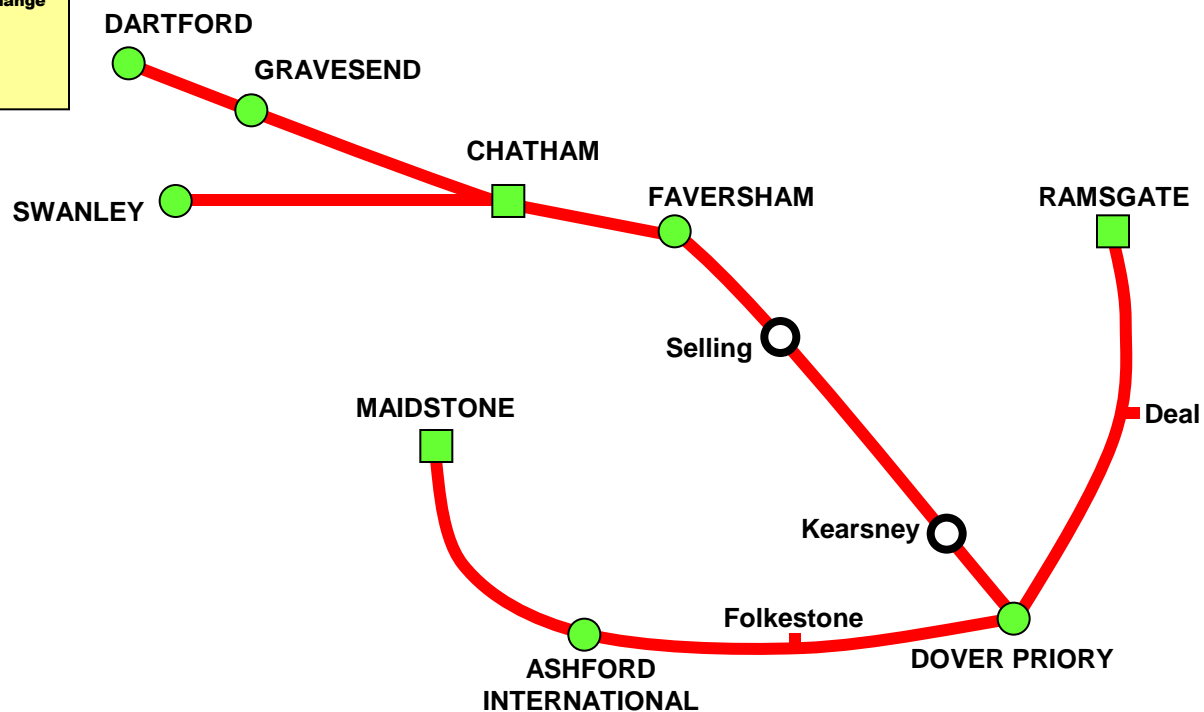 DARTFORD
GRAVESEND
CHATHAM
SWANLEY
FAVERSHAM
RAMSGATE
Selling
MAIDSTONE
Deal
Kearsney
Folkestone
DOVER PRIORY
ASHFORD
INTERNATIONAL